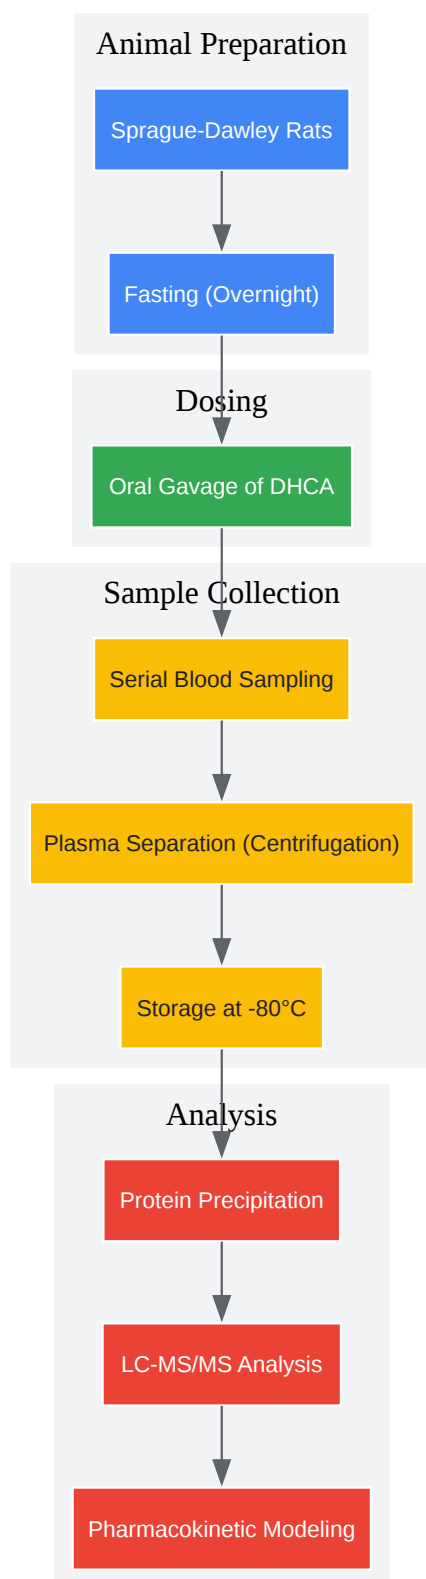 Animal Preparation
Sprague-Dawley Rats
Fasting (Overnight)
Dosing
Oral Gavage of DHCA
Sample Collection
Serial Blood Sampling
Plasma Separation (Centrifugation)
Storage at -80°C
Analysis
Protein Precipitation
LC-MS/MS Analysis
Pharmacokinetic Modeling